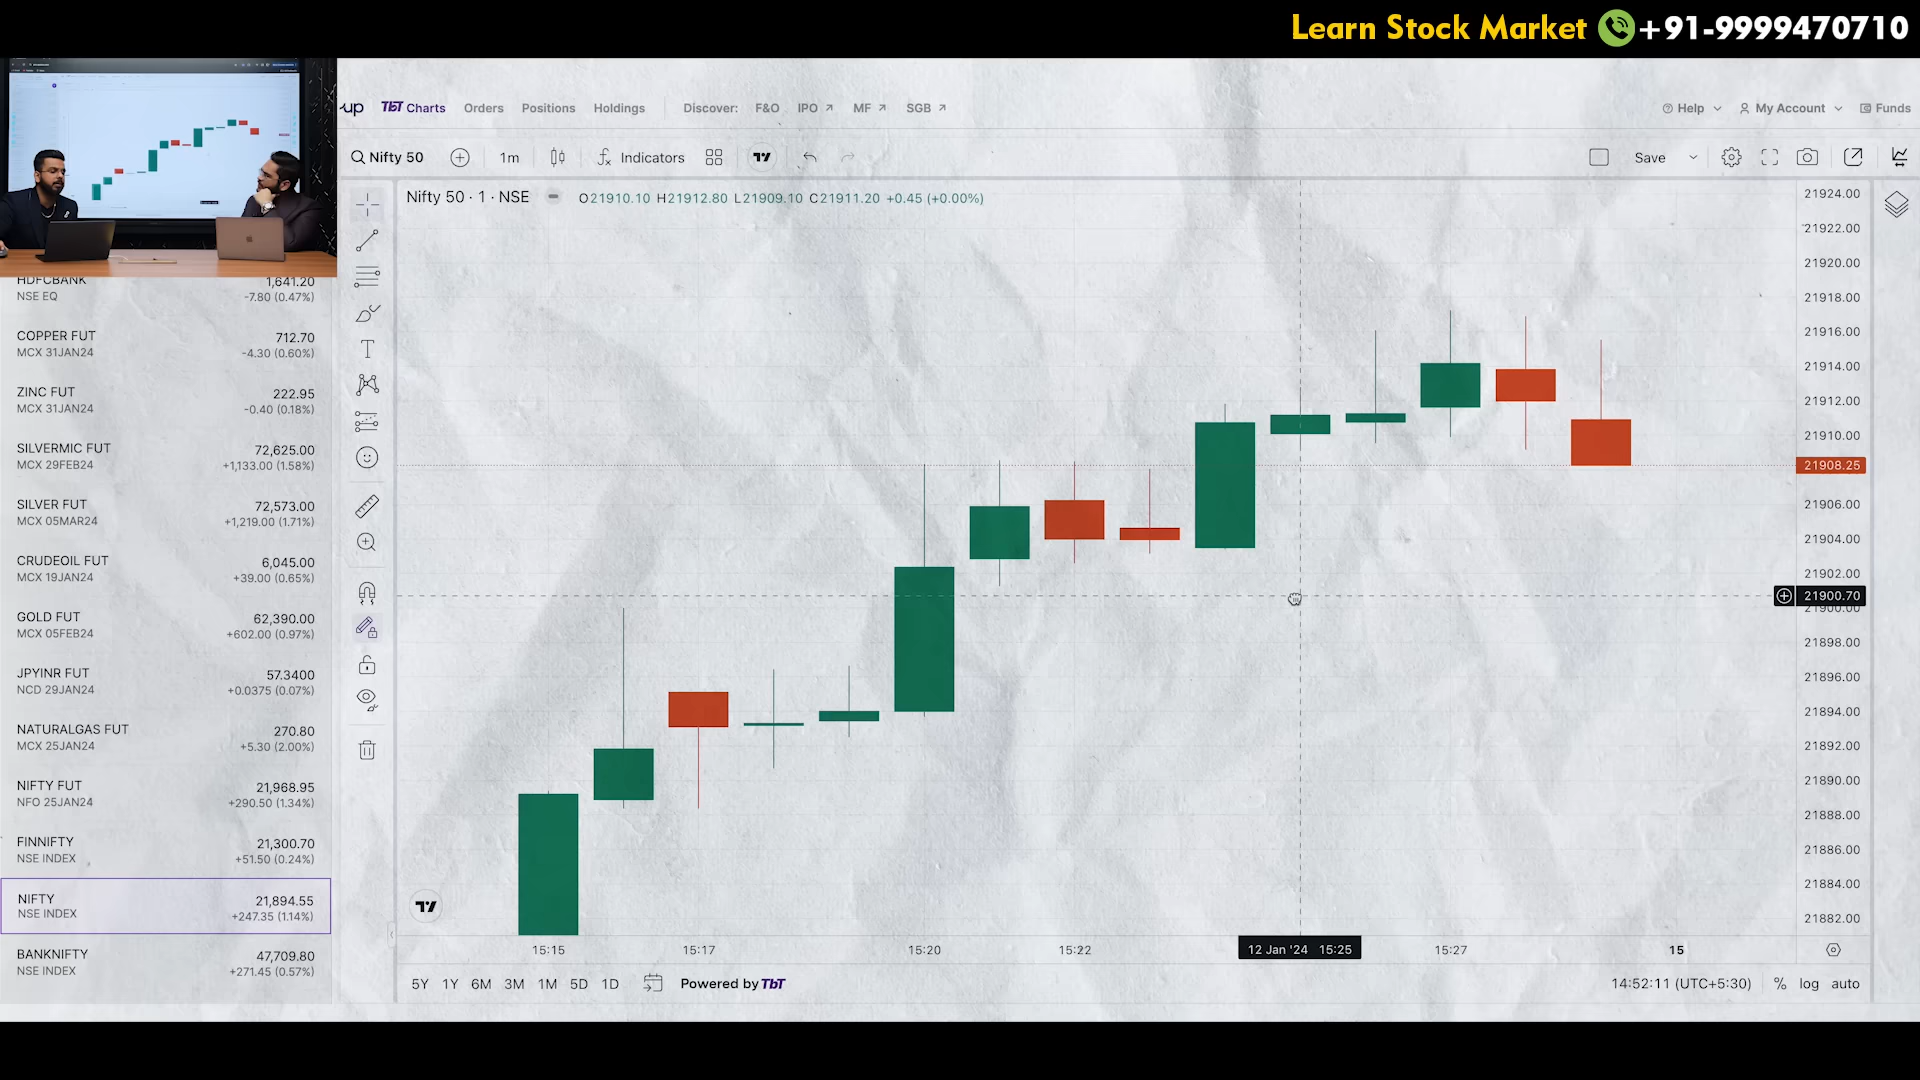 Learn Stock Market +91-9999470710
up TbT Charts Orders Positions Holdings Discover: F&O IPO MF SGB Help My Account Funds
Nifty 50 1m Indicators Save
Nifty 50 · 1 · NSE O21910.10 H21912.80 L21909.10 C21911.20 +0.45 (+0.00%)
HDFCBANK 1,641.20
NSE EQ -7.80 (0.47%)
COPPER FUT 712.70
MCX 31JAN24 -4.30 (0.60%)
ZINC FUT 222.95
MCX 31JAN24 -0.40 (0.18%)
SILVERMIC FUT 72,625.00
MCX 29FEB24 +1,133.00 (1.58%)
SILVER FUT 72,573.00
MCX 05MAR24 +1,219.00 (1.71%)
CRUDEOIL FUT 6,045.00
MCX 19JAN24 +39.00 (0.65%)
GOLD FUT 62,390.00
MCX 05FEB24 +602.00 (0.97%)
JPYINR FUT 57.3400
NCD 29JAN24 +0.0375 (0.07%)
NATURALGAS FUT 270.80
MCX 25JAN24 +5.30 (2.00%)
NIFTY FUT 21,968.95
NFO 25JAN24 +290.50 (1.34%)
FINNIFTY 21,300.70
NSE INDEX +51.50 (0.24%)
NIFTY 21,894.55
NSE INDEX +247.35 (1.14%)
BANKNIFTY 47,709.80
NSE INDEX +271.45 (0.57%)
21924.00
21922.00
21920.00
21918.00
21916.00
21914.00
21912.00
21910.00
21908.25
21906.00
21904.00
21902.00
21900.70
21900.00
21898.00
21896.00
21894.00
21892.00
21890.00
21888.00
21886.00
21884.00
21882.00
15:15 15:17 15:20 15:22 12 Jan '24 15:25 15:27 15
5Y 1Y 6M 3M 1M 5D 1D Powered by TbT 14:52:11 (UTC+5:30) % log auto